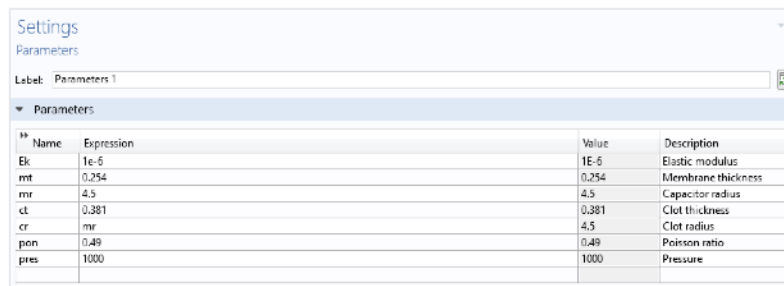 Settings
Parameters
Label: Parameters 1
Parameters
Name Expression Value Description
Ek 1e-6 1E-6 Elastic modulus
mt 0.254 0.254 Membrane thickness
mr 4.5 4.5 Capacitor radius
ct 0.381 0.381 Clot thickness
cr mr 4.5 Clot radius
pon 0.49 0.49 Poisson ratio
pres 1000 1000 Pressure